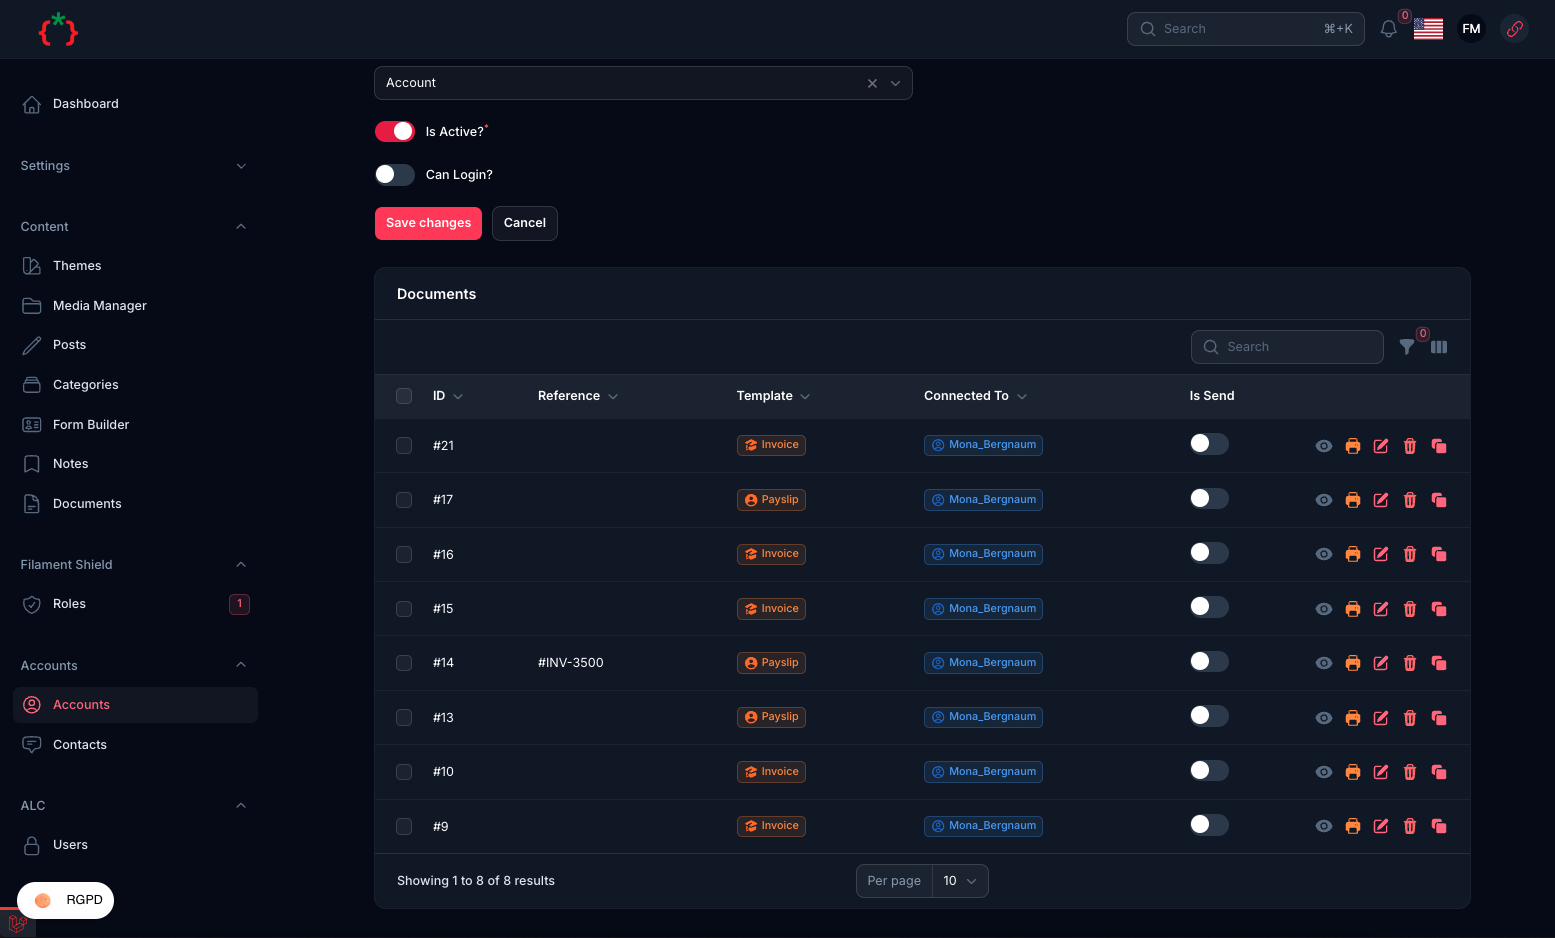 Search ⌘+K 0 FM
Account
Is Active?*
Can Login?
Save changes Cancel
Dashboard
Settings
Content
Themes
Media Manager
Posts
Categories
Form Builder
Notes
Documents
Filament Shield
Roles 1
Accounts
Accounts
Contacts
ALC
Users
RGPD
Documents
Search 0
ID Reference Template Connected To Is Send
#21 Invoice Mona_Bergnaum
#17 Payslip Mona_Bergnaum
#16 Invoice Mona_Bergnaum
#15 Invoice Mona_Bergnaum
#14 #INV-3500 Payslip Mona_Bergnaum
#13 Payslip Mona_Bergnaum
#10 Invoice Mona_Bergnaum
#9 Invoice Mona_Bergnaum
Showing 1 to 8 of 8 results Per page 10